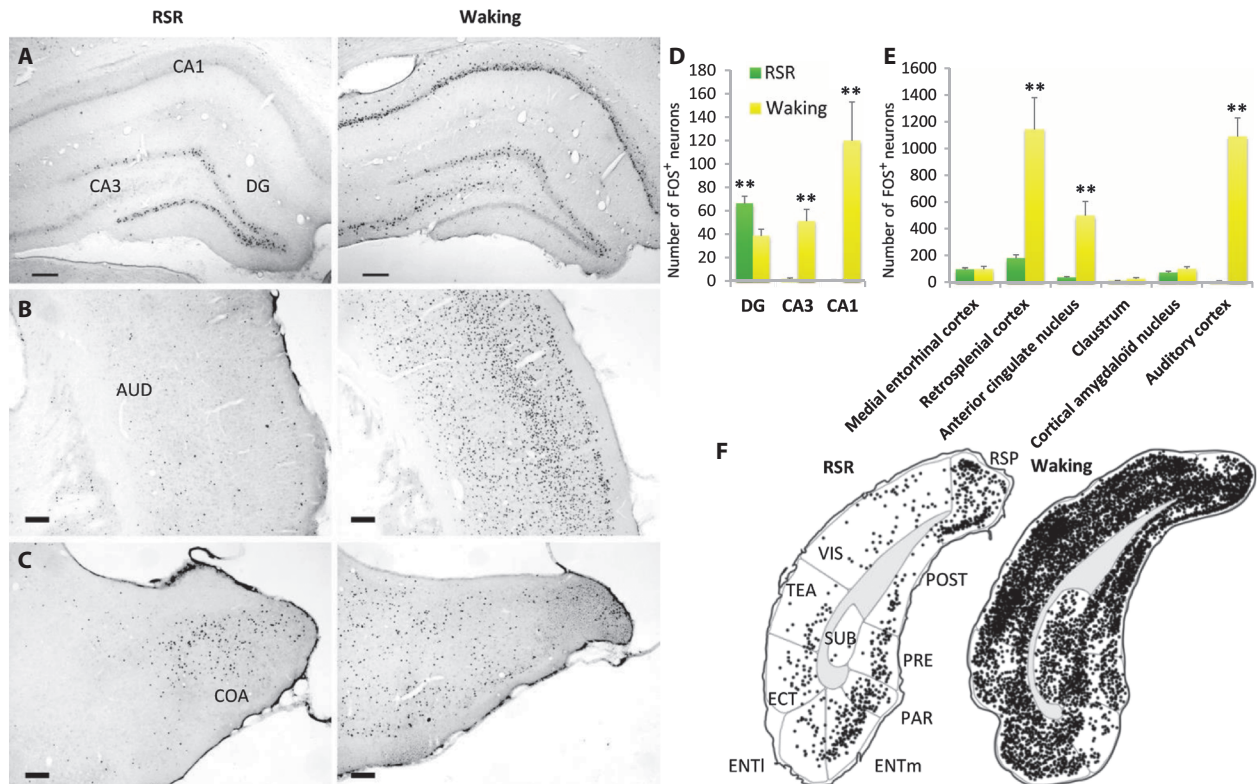 RSR
Waking
A
CA1
CA3
DG
B
AUD
C
COA
D
180
160
140
120
100
80
60
40
20
0
Number of FOS+ neurons
RSR
Waking
**
**
**
DG
CA3
CA1
E
1600
1400
1200
1000
800
600
400
200
0
Number of FOS+ neurons
**
**
**
Medial entorhinal cortex
Retrosplenial cortex
Anterior cingulate nucleus
Claustrum
Cortical amygdaloïd nucleus
Auditory cortex
F
RSR
Waking
RSP
VIS
TEA
POST
SUB
PRE
ECT
PAR
ENTl
ENTm